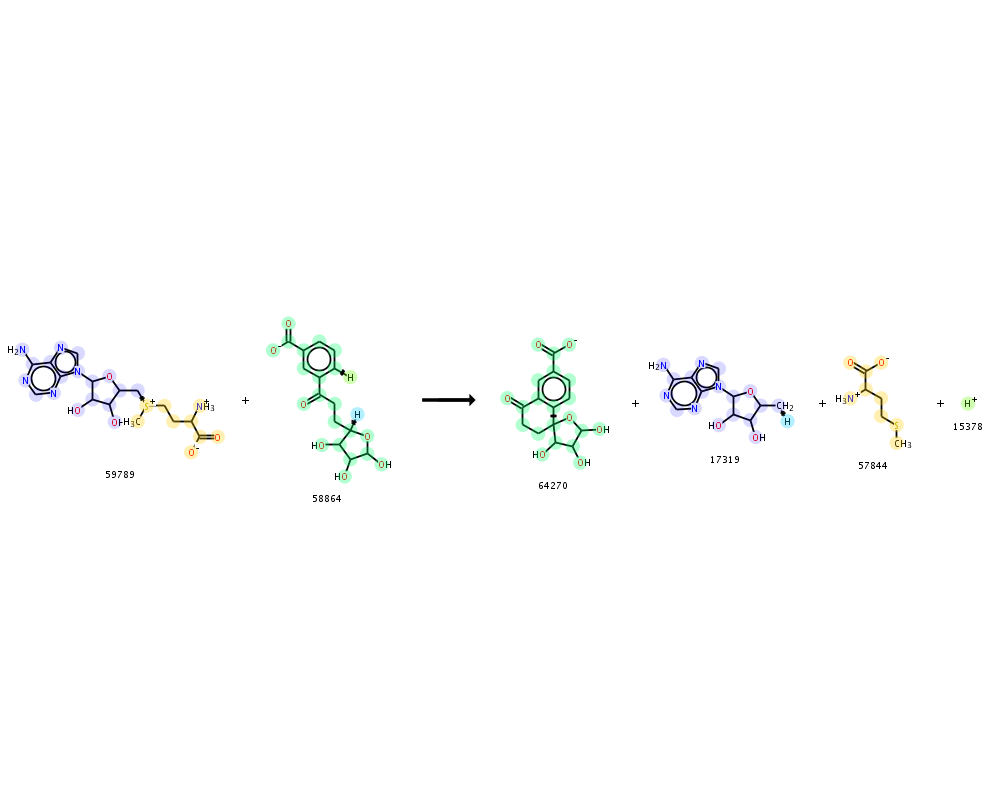 H2N N N N N O HO OH S+ H3C NH3+ O O-
59789
+
O O- H O H HO O HO OH
58864
O O- O O OH HO OH
64270
+
H2N N N N N O HO OH CH2 H
17319
+
O O- H3N+ S CH3
57844
+
H+
15378